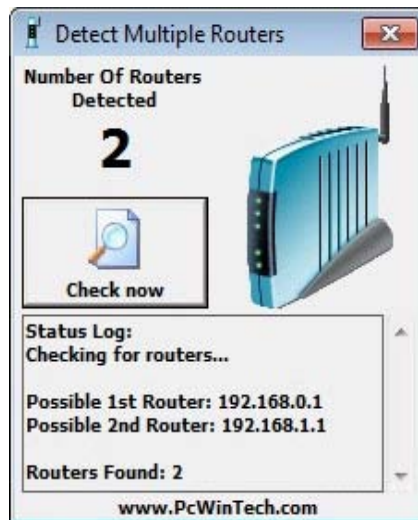 Detect Multiple Routers
Number Of Routers
Detected
2
Check now
Status Log:
Checking for routers...
Possible 1st Router: 192.168.0.1
Possible 2nd Router: 192.168.1.1
Routers Found: 2
www.PcWinTech.com